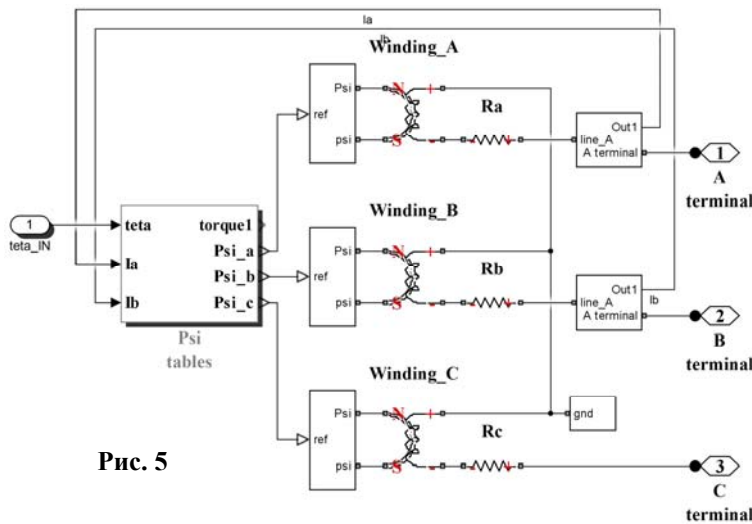 Ia
Ib
Winding_A
Psi
psi
ref
N
S
+
-
Ra
Out1
line_A
A terminal
1
A
terminal
Winding_B
1
teta_IN
teta
Ia
Ib
torque1
Psi_a
Psi_b
Psi_c
Psi
tables
Psi
psi
ref
N
S
+
-
Rb
Out1
line_A
A terminal
Ib
2
B
terminal
Winding_C
Psi
psi
ref
N
S
+
-
Rc
gnd
3
C
terminal
Рис. 5